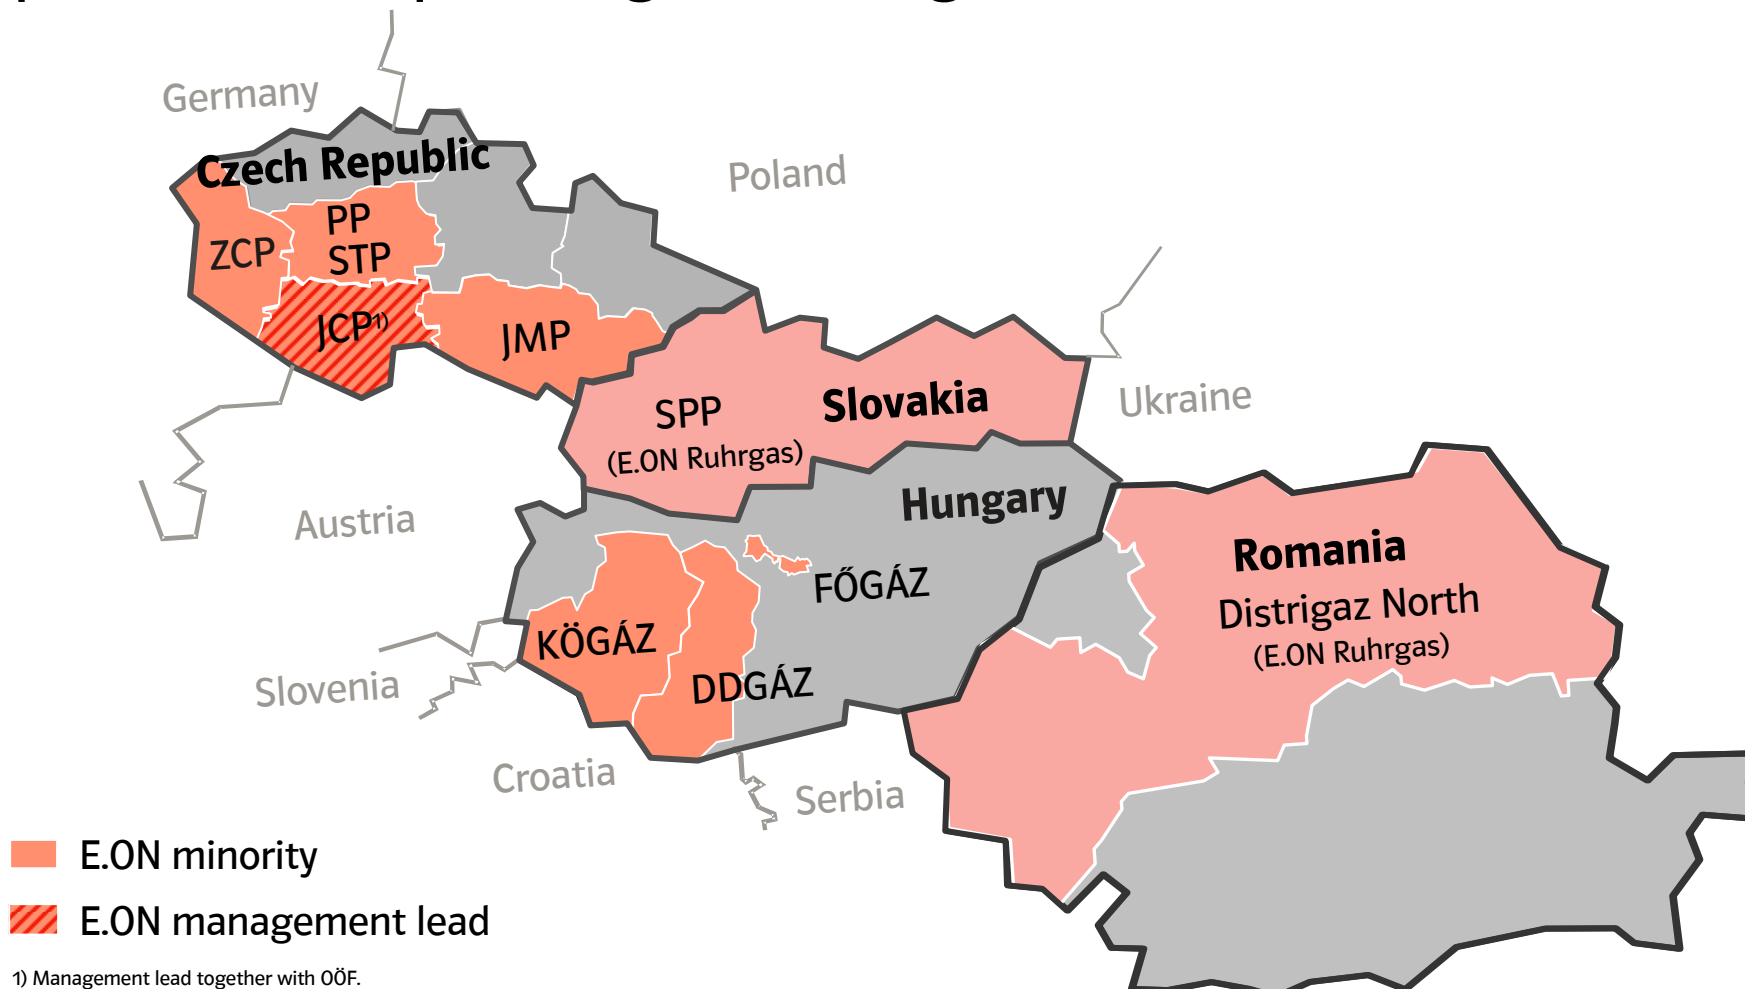 Germany
Czech Republic
Poland
PP
ZCP
STP
JCP1)
JMP
Slovakia
Ukraine
SPP
(E.ON Ruhrgas)
Hungary
Austria
Romania
FŐGÁZ
Distrigaz North
KÖGÁZ
(E.ON Ruhrgas)
DDGÁZ
Slovenia
Croatia
Serbia
E.ON minority
E.ON management lead
1) Management lead together with OÖF.